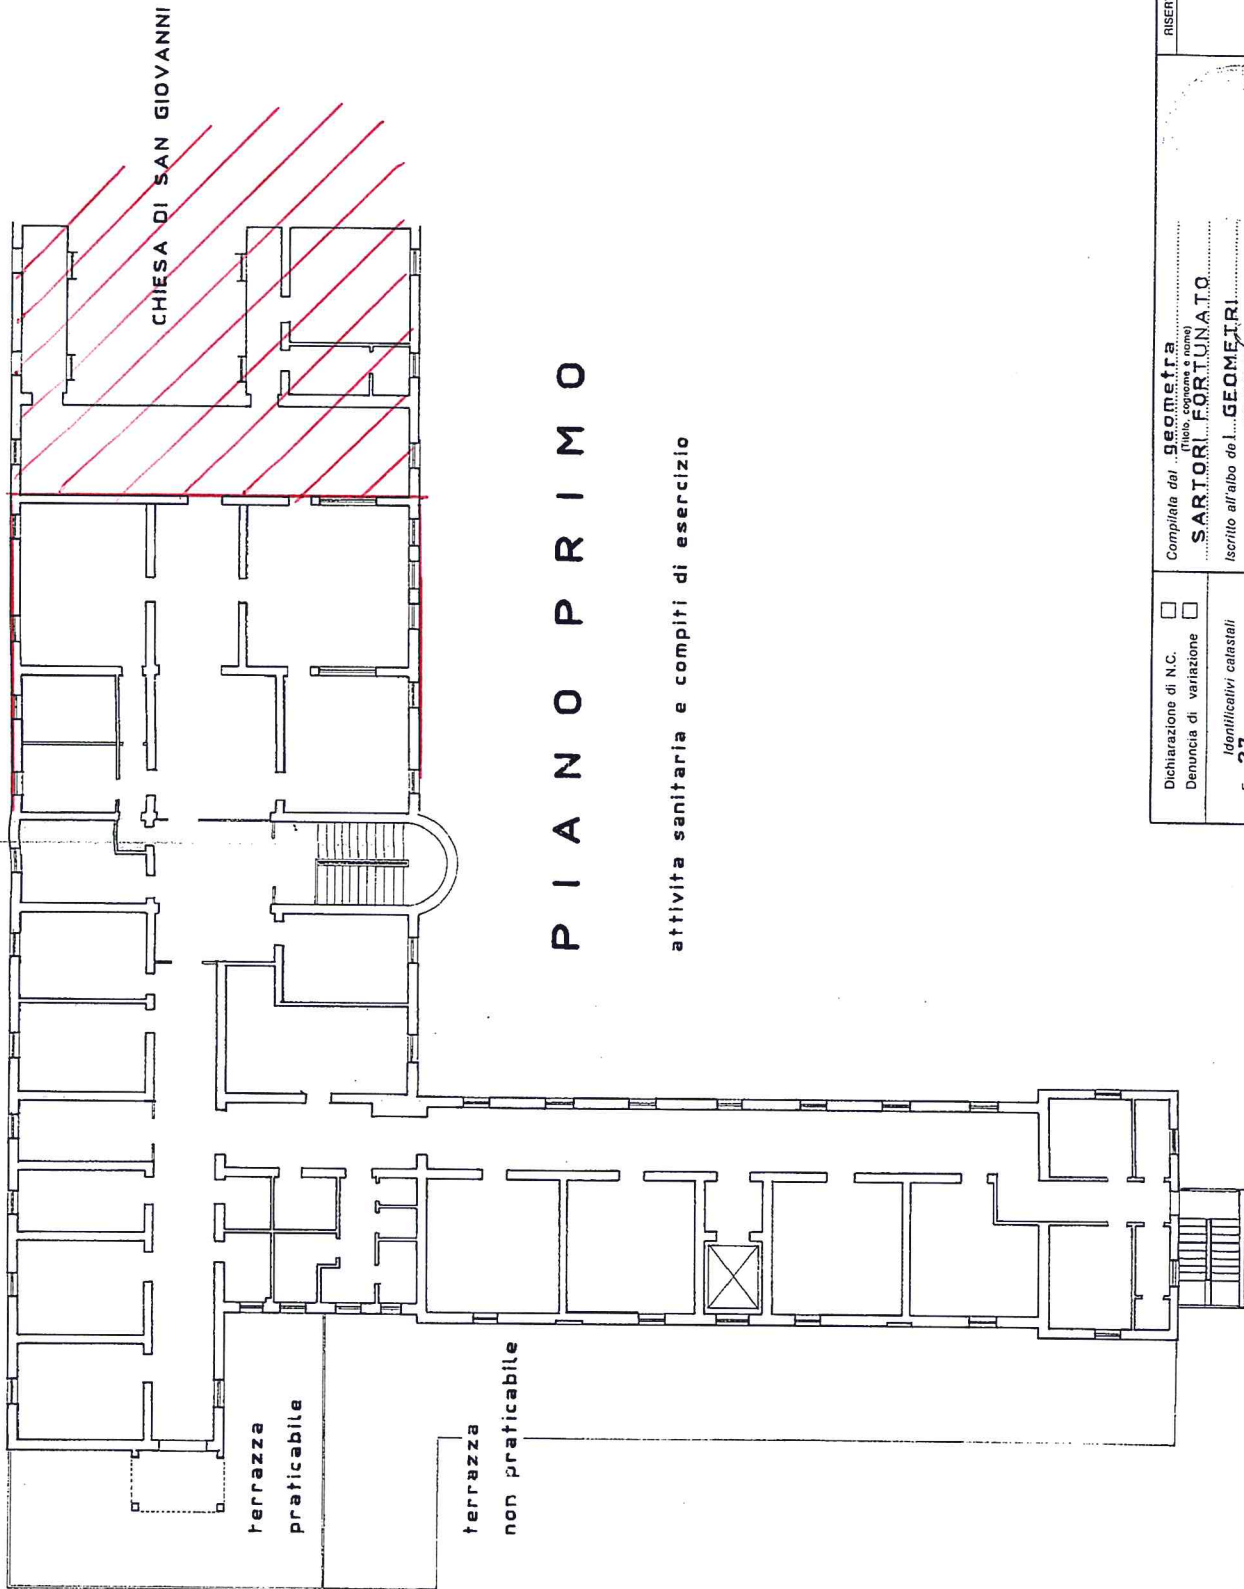 CHIESA DI SAN GIOVANNI
PIANO PRIMO
attivita sanitaria e compiti di esercizio
terrazza
praticabile
terrazza
non praticabile
Dichiarazione di N.C.
Denuncia di variazione
Identificativi catastali
Compilata dal geometra
(Titolo, cognome e nome)
SARTORI FORTUNATO
Iscritto all'albo dei GEOMETRI
RISER